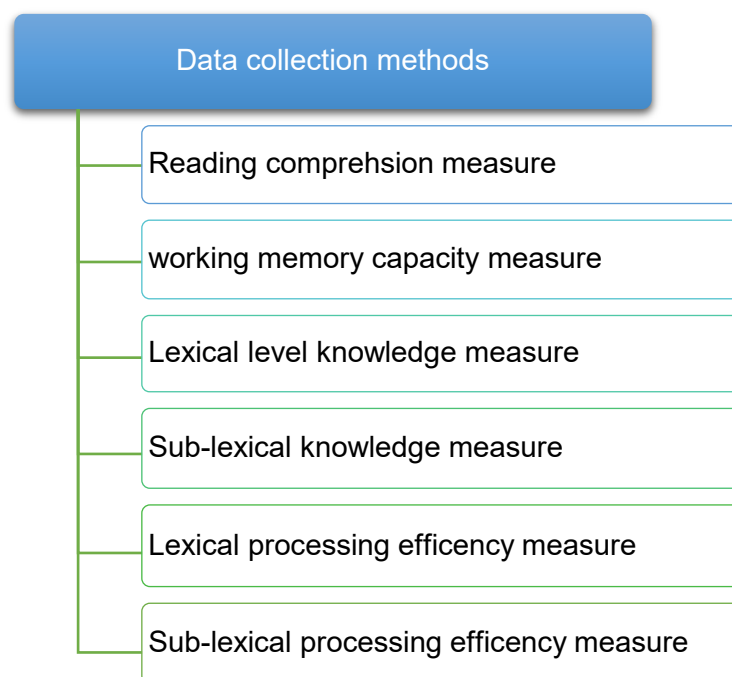 Data collection methods
Reading comprehsion measure
working memory capacity measure
Lexical level knowledge measure
Sub-lexical knowledge measure
Lexical processing efficency measure
Sub-lexical processing efficency measure